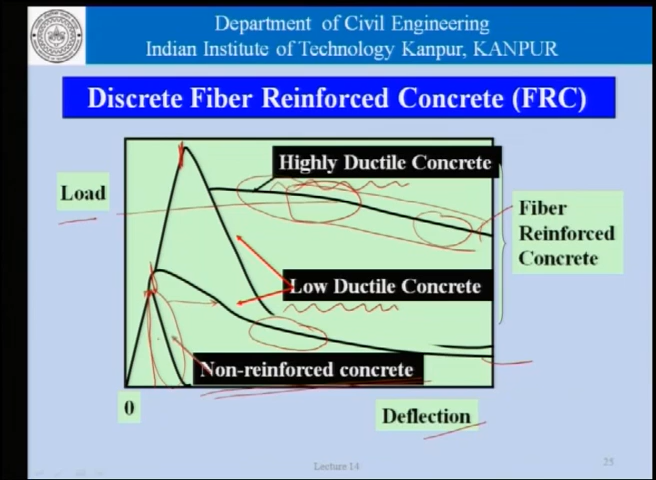 Department of Civil Engineering
Indian Institute of Technology Kanpur, KANPUR
Discrete Fiber Reinforced Concrete (FRC)
Highly Ductile Concrete
Load
Fiber
Reinforced
Concrete
Low Ductile Concrete
Non-reinforced concrete
0
Deflection
Lecture 14
25